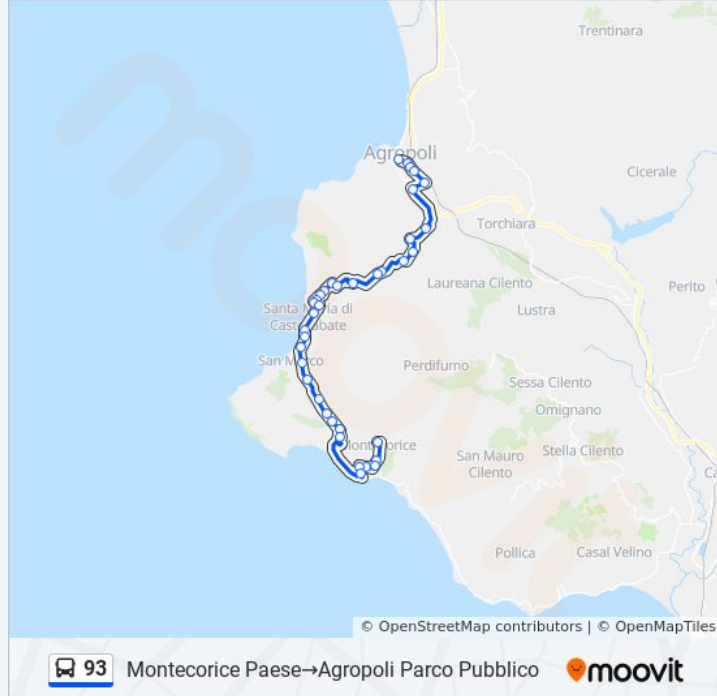 Trentinara
Agropoli
Cicerale
Torchiara
Laureana Cilento
Perito
Santa Maria di
Castellabate
Lustra
San Marco
Perdifumo
Sessa Cilento
Omignano
Montecorice
San Mauro
Cilento
Stella Cilento
Ca
Pollica
Casal Velino
© OpenStreetMap contributors | © OpenMapTiles
93 Montecorice Paese→Agropoli Parco Pubblico moovit